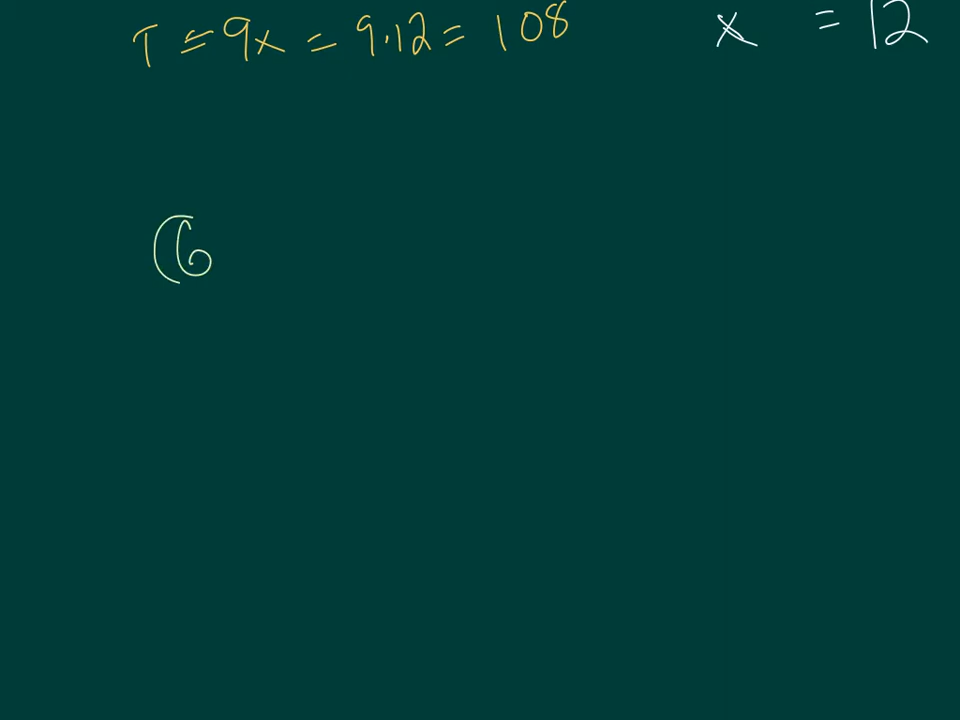 T = 9x = 9·12 = 108
x = 12
(6